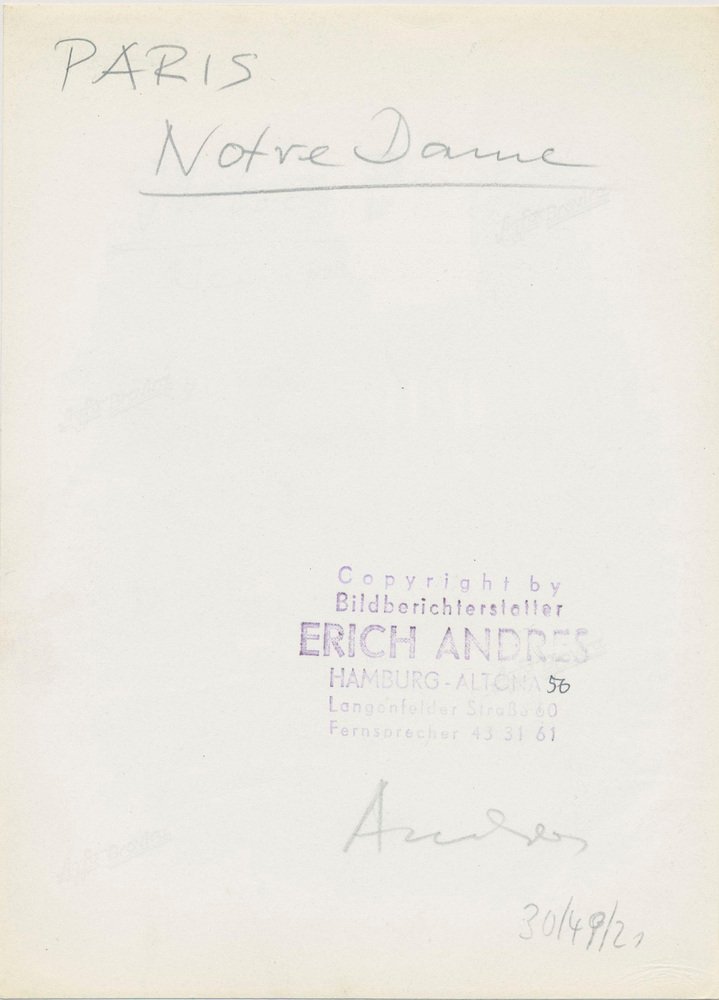 PARIS
Notre Dame
Copyright by
Bildberichterstatter
ERICH ANDRES
HAMBURG-ALTONA 56
Langenfelder Straße 60
Fernsprecher 43 31 61
Andres
30/49/21